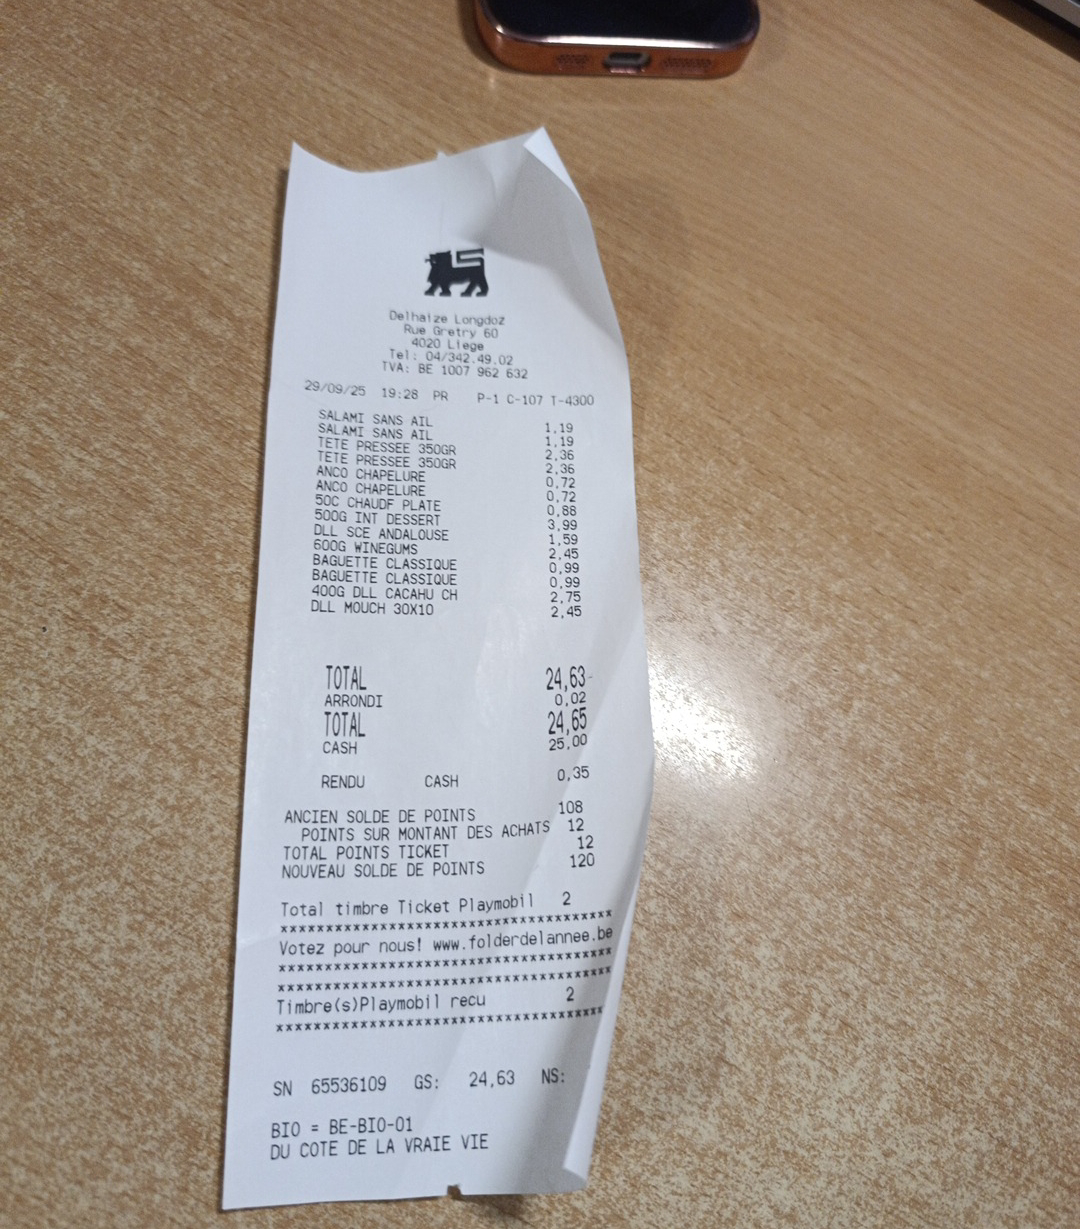 Delhaize Longdoz
Rue Gretry 60
4020 Liege
Tel: 04/342.49.02
TVA: BE 1007 962 632
29/09/25 19:28 PR P-1 C-107 T-4300
SALAMI SANS AIL 1,19
SALAMI SANS AIL 1,19
TETE PRESSEE 350GR 2,36
TETE PRESSEE 350GR 2,36
ANCO CHAPELURE 0,72
ANCO CHAPELURE 0,72
50C CHAUDF PLATE 0,88
500G INT DESSERT 3,99
DLL SCE ANDALOUSE 1,59
600G WINEGUMS 2,45
BAGUETTE CLASSIQUE 0,99
BAGUETTE CLASSIQUE 0,99
400G DLL CACAHU CH 2,75
DLL MOUCH 30X10 2,45
TOTAL 24,63
ARRONDI 0,02
TOTAL 24,65
CASH 25,00
RENDU CASH 0,35
ANCIEN SOLDE DE POINTS 108
POINTS SUR MONTANT DES ACHATS 12
TOTAL POINTS TICKET 12
NOUVEAU SOLDE DE POINTS 120
Total timbre Ticket Playmobil 2
xxxxxxxxxxxxxxxxxxxxxxxxxxxxxxxxxxxxxx
Votez pour nous! www.folderdelannee.be
xxxxxxxxxxxxxxxxxxxxxxxxxxxxxxxxxxxxxx
xxxxxxxxxxxxxxxxxxxxxxxxxxxxxxxxxxxxxx
Timbre(s)Playmobil recu 2
xxxxxxxxxxxxxxxxxxxxxxxxxxxxxxxxxxxxxx
SN 65536109 GS: 24,63 NS:
BIO = BE-BIO-01
DU COTE DE LA VRAIE VIE